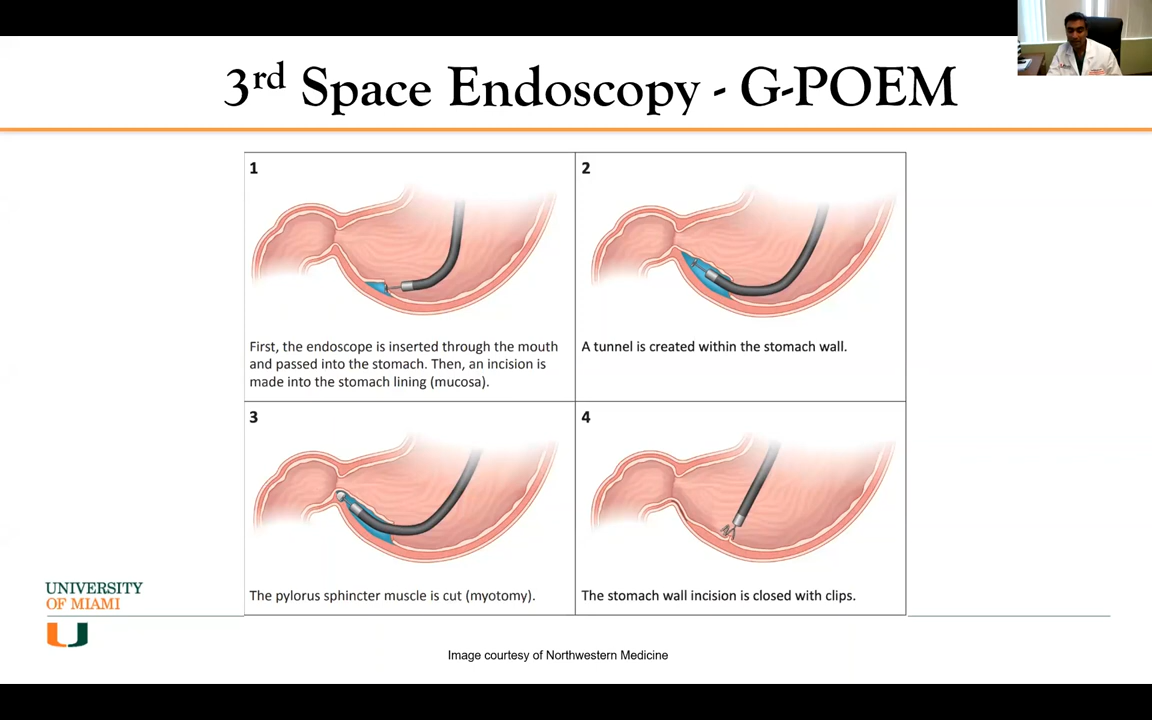 3rd Space Endoscopy - G-POEM
1
First, the endoscope is inserted through the mouth
and passed into the stomach. Then, an incision is
made into the stomach lining (mucosa).
2
A tunnel is created within the stomach wall.
3
The pylorus sphincter muscle is cut (myotomy).
4
The stomach wall incision is closed with clips.
UNIVERSITY
OF MIAMI
U
Image courtesy of Northwestern Medicine